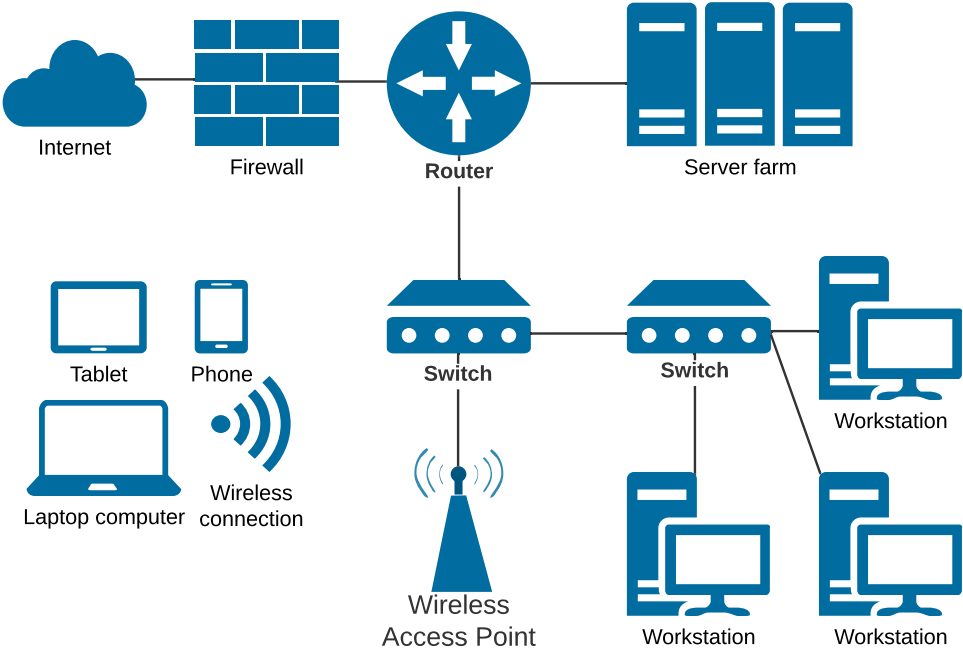 Internet
Firewall
Router
Server farm
Tablet
Phone
Switch
Switch
Workstation
Laptop computer
Wireless
connection
Wireless
Access Point
Workstation
Workstation